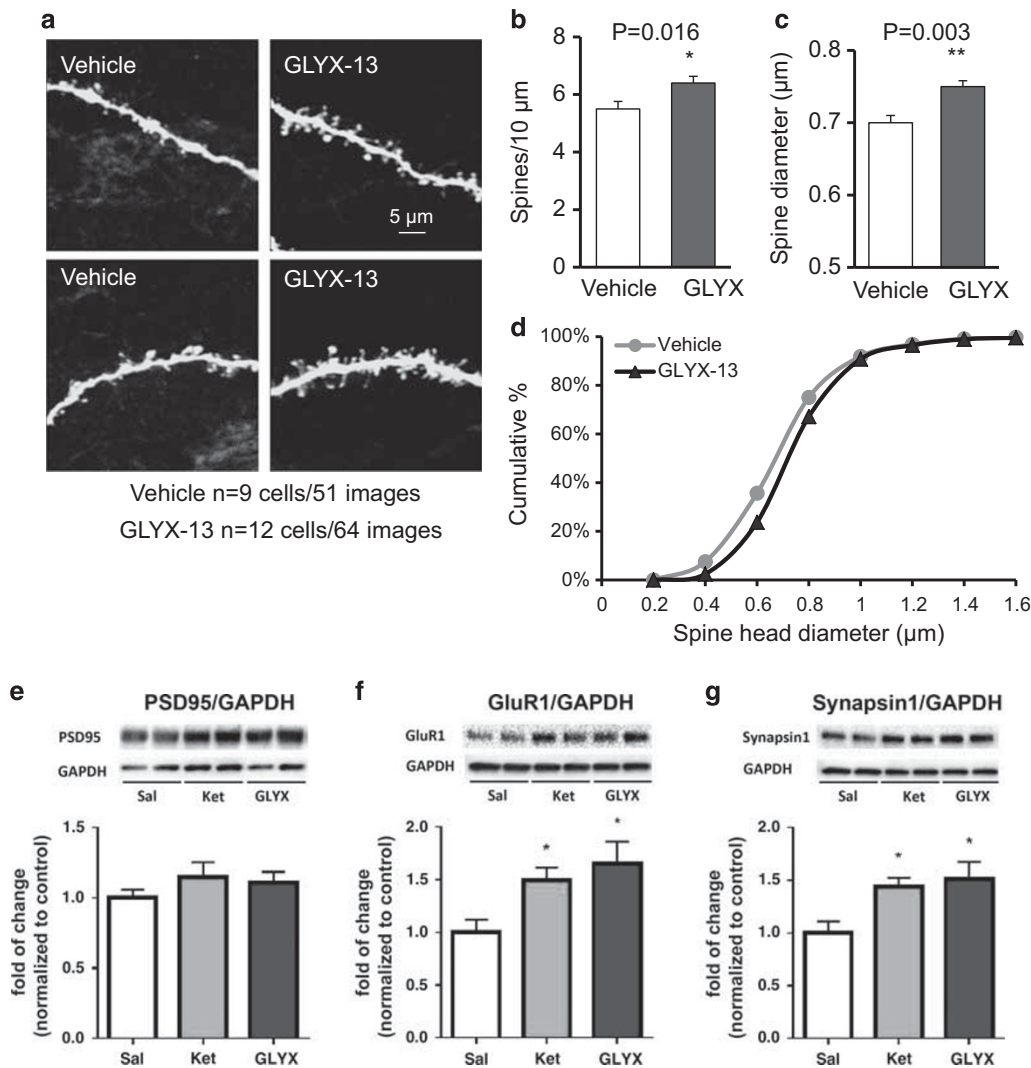 a
Vehicle
GLYX-13
5 µm
Vehicle
GLYX-13
Vehicle n=9 cells/51 images
GLYX-13 n=12 cells/64 images
b
P=0.016
*
Spines/10 µm
8
6
4
2
0
Vehicle GLYX
c
P=0.003
**
Spine diameter (µm)
0.8
0.7
0.6
0.5
Vehicle GLYX
d
Vehicle
GLYX-13
Cumulative %
100%
80%
60%
40%
20%
0%
0 0.2 0.4 0.6 0.8 1 1.2 1.4 1.6
Spine head diameter (µm)
e
PSD95/GAPDH
PSD95
GAPDH
Sal Ket GLYX
fold of change
(normalized to control)
1.5
1.0
0.5
0.0
Sal Ket GLYX
f
GluR1/GAPDH
GluR1
GAPDH
Sal Ket GLYX
fold of change
(normalized to control)
2.0
1.5
1.0
0.5
0.0
* *
Sal Ket GLYX
g
Synapsin1/GAPDH
Synapsin1
GAPDH
Sal Ket GLYX
fold of change
(normalized to control)
2.0
1.5
1.0
0.5
0.0
* *
Sal Ket GLYX